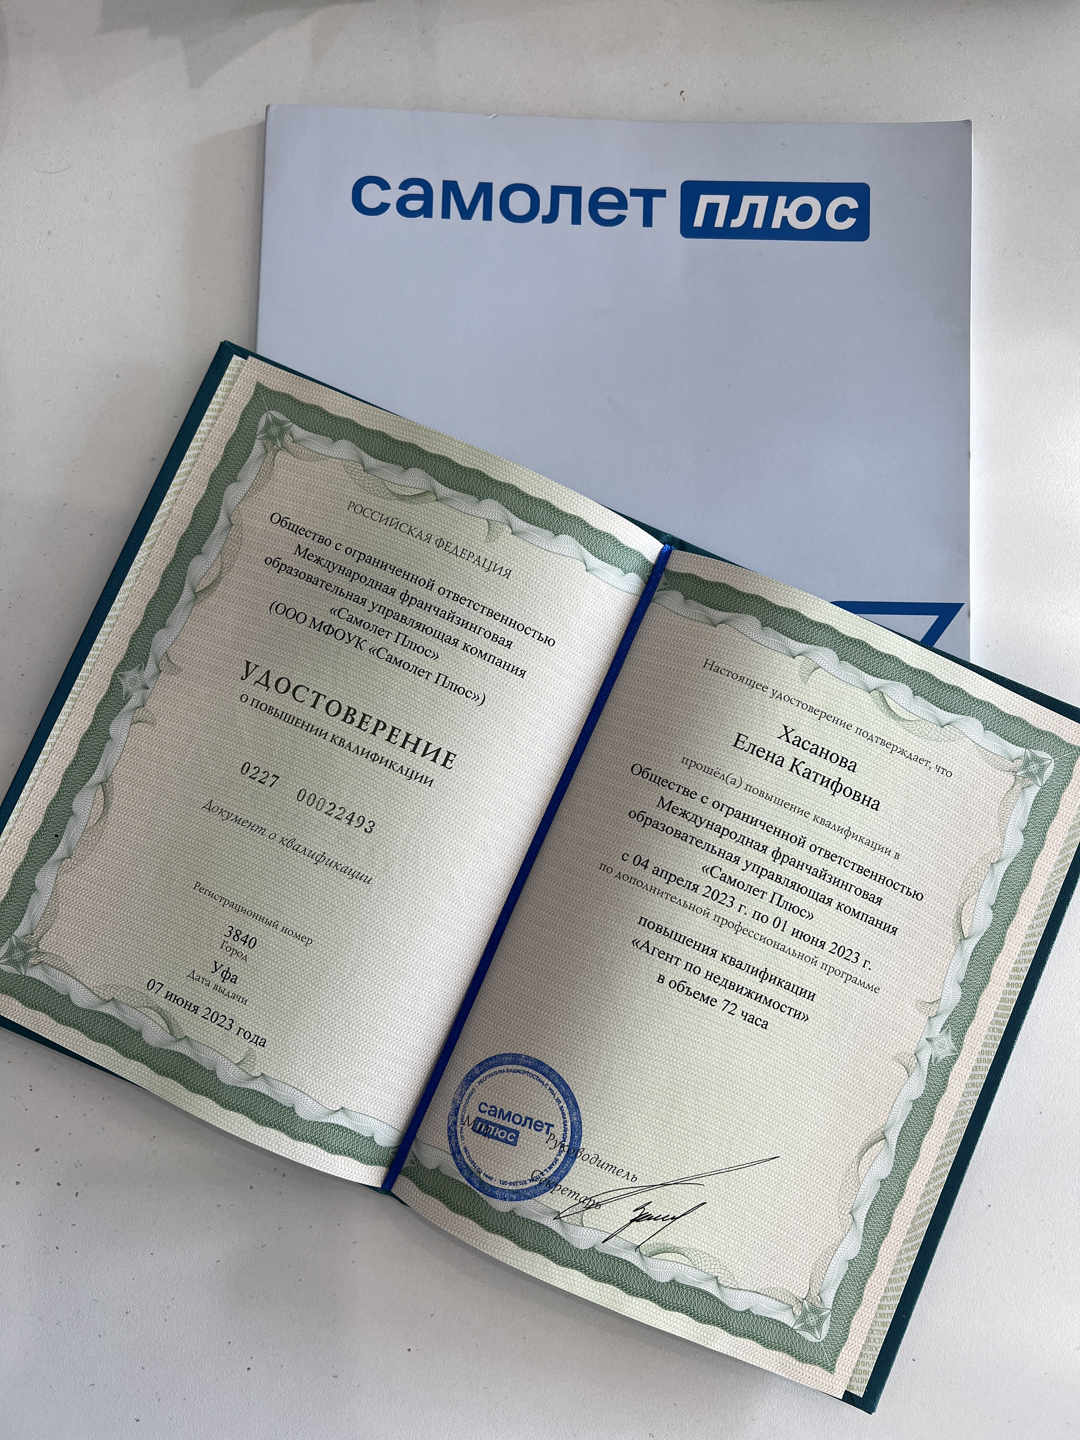 самолет плюс
РОССИЙСКАЯ ФЕДЕРАЦИЯ
Общество с ограниченной ответственностью
Международная франчайзинговая
образовательная управляющая компания
«Самолет Плюс»
(ООО МФОУК «Самолет Плюс»)
УДОСТОВЕРЕНИЕ
О ПОВЫШЕНИИ КВАЛИФИКАЦИИ
0227 00022493
Документ о квалификации
Регистрационный номер
3840
Город
Уфа
Дата выдачи
07 июня 2023 года
Настоящее удостоверение подтверждает, что
Хасанова
Елена Катифовна
прошёл(а) повышение квалификации в
Обществе с ограниченной ответственностью
Международная франчайзинговая
образовательная управляющая компания
«Самолет Плюс»
с 04 апреля 2023 г. по 01 июня 2023 г.
по дополнительной профессиональной программе
повышения квалификации
«Агент по недвижимости»
в объеме 72 часа
самолет
плюс
Руководитель
Секретарь